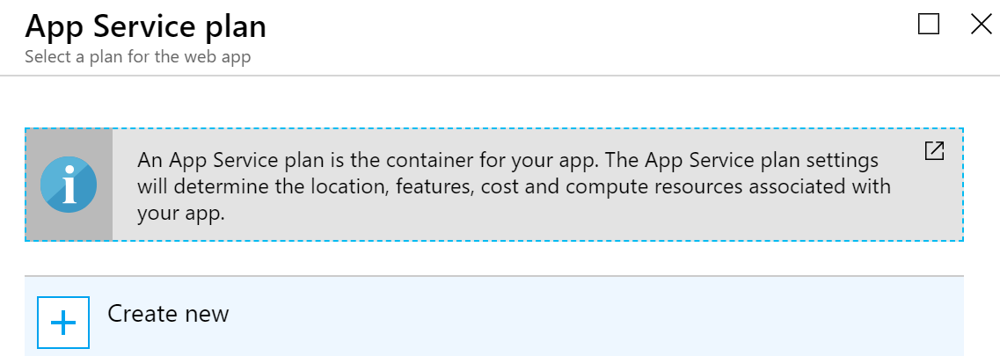 App Service plan
Select a plan for the web app
An App Service plan is the container for your app. The App Service plan settings
will determine the location, features, cost and compute resources associated with
your app.
Create new